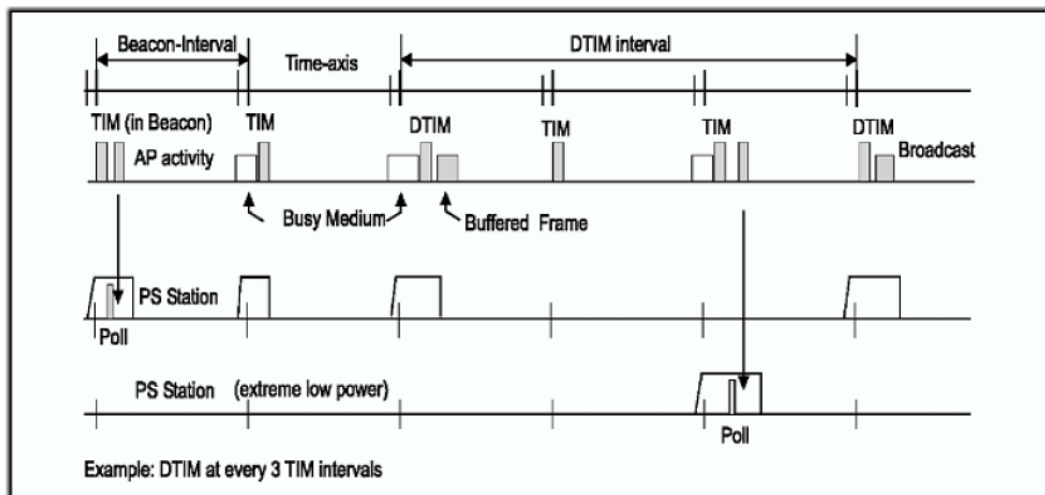 Beacon-Interval
DTIM interval
Time-axis
TIM (in Beacon)
TIM
DTIM
TIM
TIM
DTIM
AP activity
Broadcast
Busy Medium
Buffered Frame
PS Station
Poll
PS Station (extreme low power)
Poll
Example: DTIM at every 3 TIM intervals